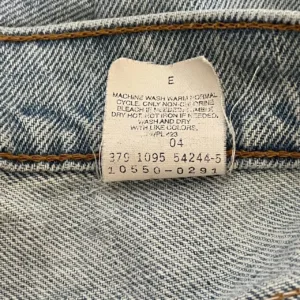 E
MACHINE WASH WARM NORMAL
CYCLE. ONLY NON-CHLORINE
BLEACH IF NEEDED. TUMBLE
DRY HOT. HOT IRON IF NEEDED.
WASH AND DRY
WITH LIKE COLORS.
04
376 1095 54244-5
10550-0291